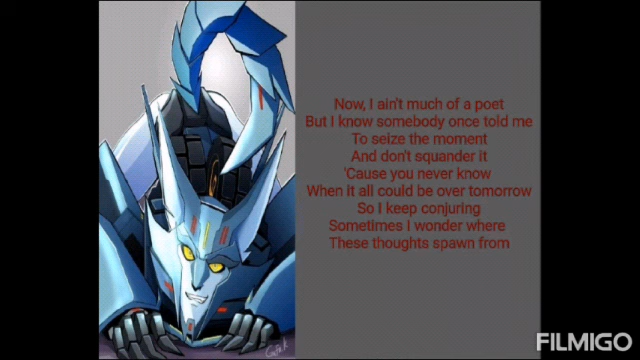 Now, I ain't much of a poet
But I know somebody once told me
To seize the moment
And don't squander it
'Cause you never know
When it all could be over tomorrow
So I keep conjuring
Sometimes I wonder where
These thoughts spawn from
FILMIGO